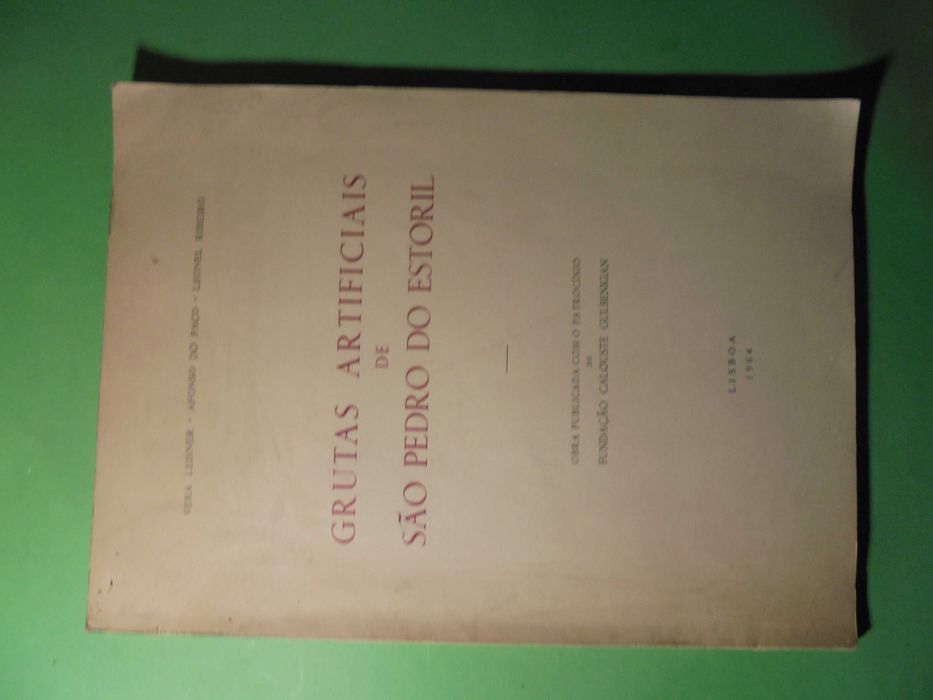 VERA LEISNER - AFONSO DO PAÇO - LEONEL RIBEIRO
GRUTAS ARTIFICIAIS
DE
SÃO PEDRO DO ESTORIL
OBRA PUBLICADA COM O PATROCÍNIO
DA
FUNDAÇÃO CALOUSTE GULBENKIAN
LISBOA
1964